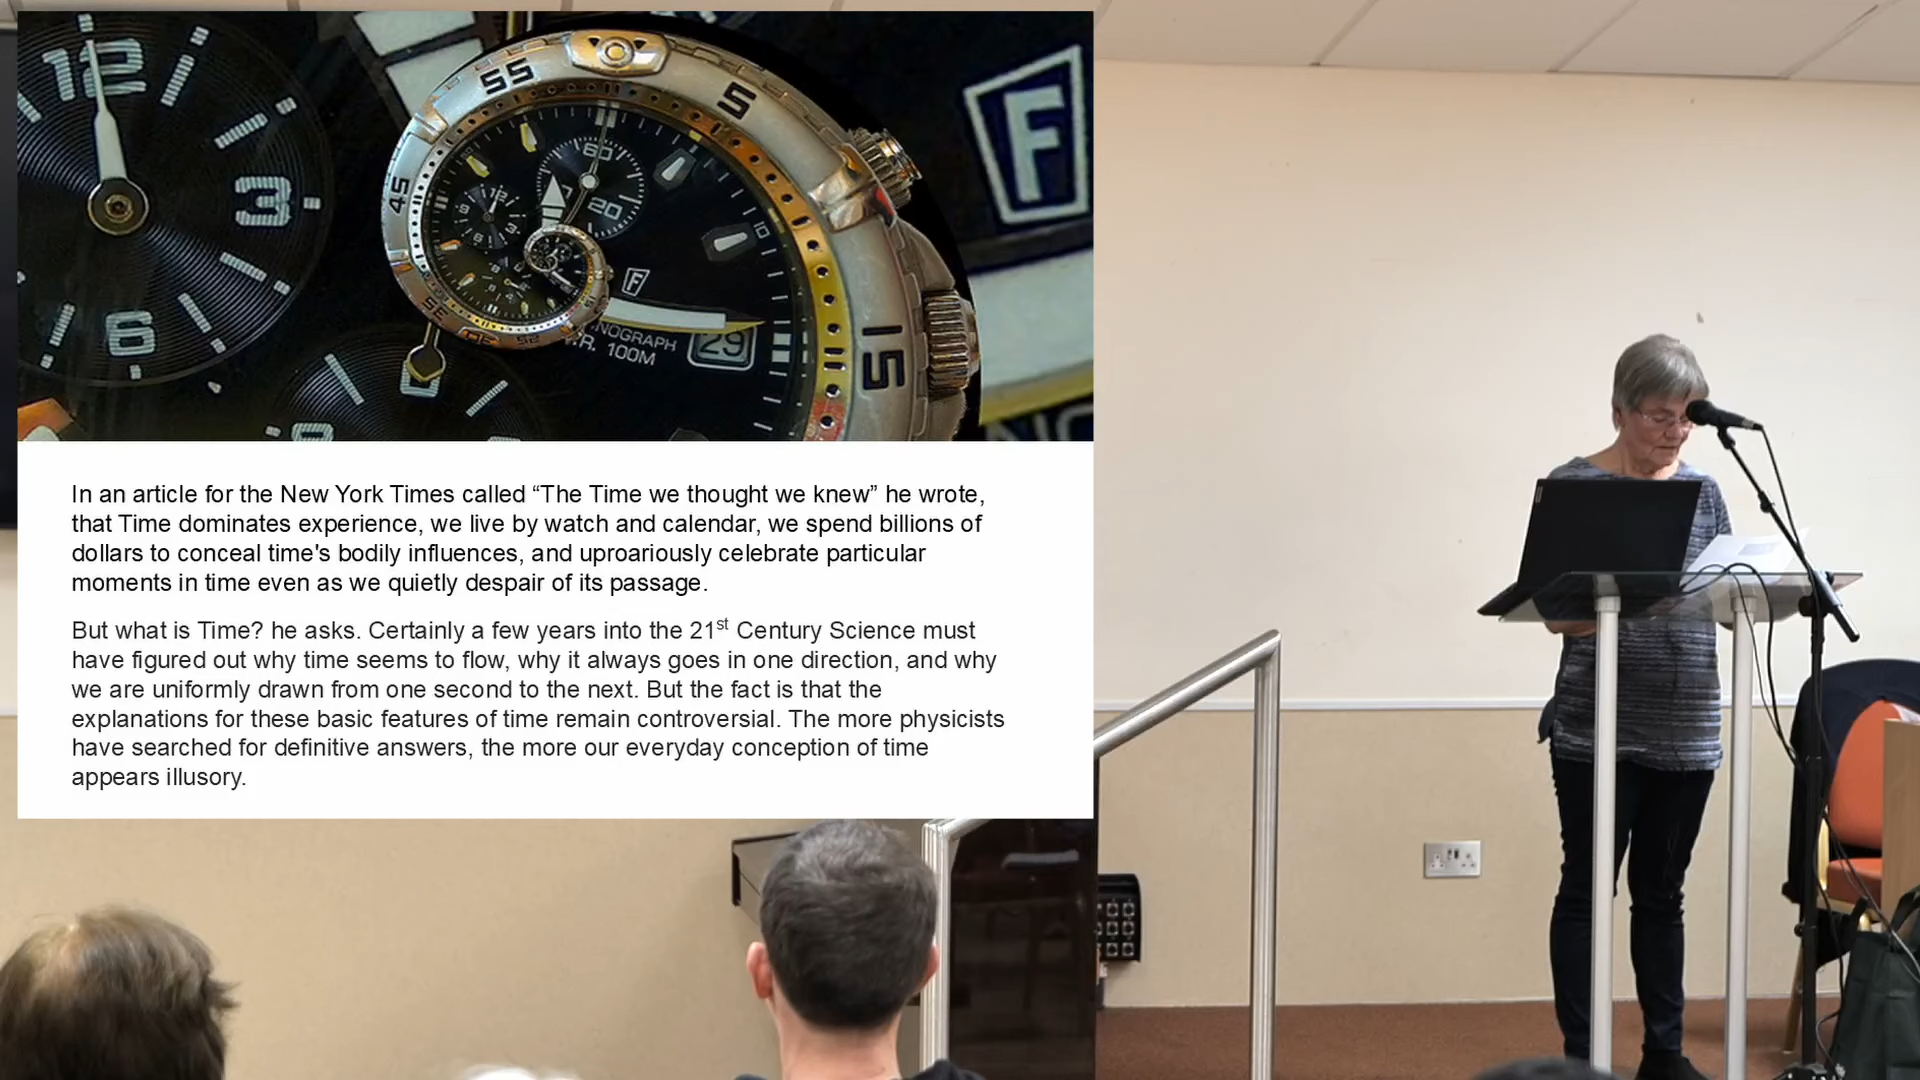 12
3
6
55
5
45
60
20
12
10
15
F
F
NOGRAPH
R. 100M
29
In an article for the New York Times called “The Time we thought we knew” he wrote,
that Time dominates experience, we live by watch and calendar, we spend billions of
dollars to conceal time's bodily influences, and uproariously celebrate particular
moments in time even as we quietly despair of its passage.
But what is Time? he asks. Certainly a few years into the 21st Century Science must
have figured out why time seems to flow, why it always goes in one direction, and why
we are uniformly drawn from one second to the next. But the fact is that the
explanations for these basic features of time remain controversial. The more physicists
have searched for definitive answers, the more our everyday conception of time
appears illusory.